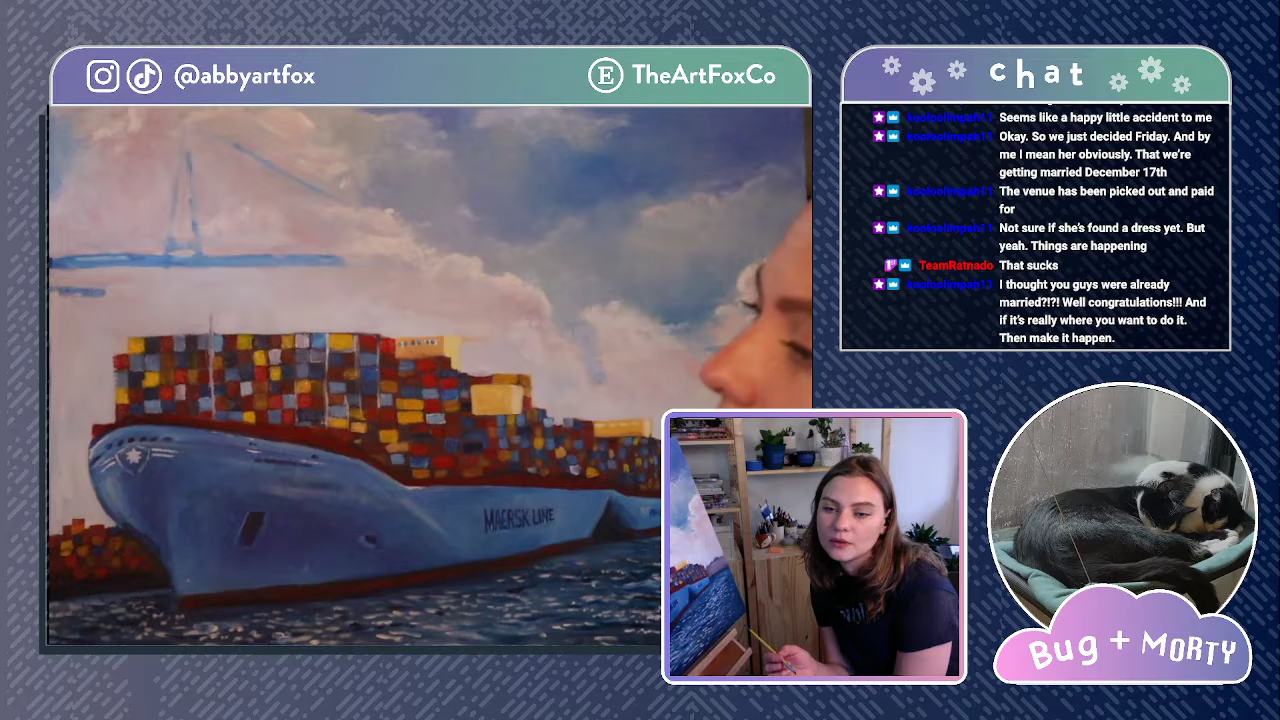 @abbyartfox
E TheArtFoxCo
chat
Seems like a happy little accident to me
Okay. So we just decided Friday. And by
me I mean her obviously. That we're
getting married December 17th
The venue has been picked out and paid
for
Not sure if she's found a dress yet. But
yeah. Things are happening
TeamRatnado That sucks
I thought you guys were already
married?!?! Well congratulations!!! And
if it's really where you want to do it.
Then make it happen.
MAERSK LINE
Bug + MORTY